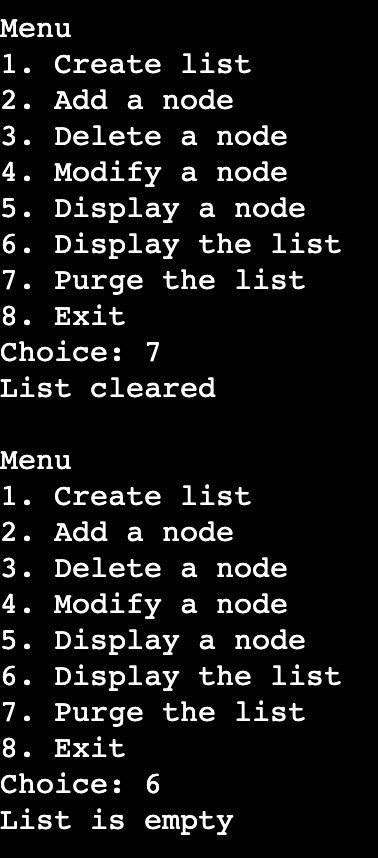 Menu
1. Create list
2. Add a node
3. Delete a node
4. Modify a node
5. Display a node
6. Display the list
7. Purge the list
8. Exit
Choice: 7
List cleared
Menu
1. Create list
2. Add a node
3. Delete a node
4. Modify a node
5. Display a node
6. Display the list
7. Purge the list
8. Exit
Choice: 6
List is empty